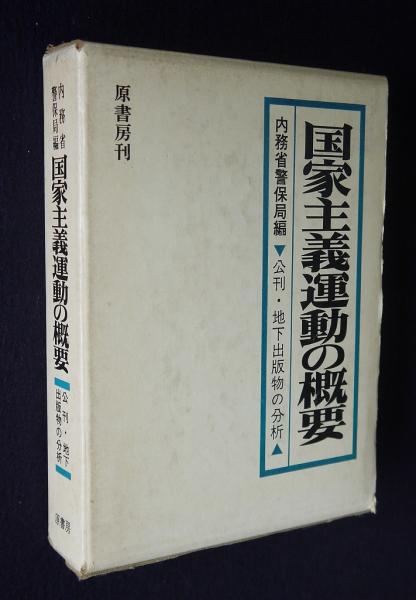 国家主義運動の概要
内務省警保局編▼公刊・地下出版物の分析▲
原書房刊
内務省
警保局編
国家主義運動の概要
公刊・地下
出版物の分析
原書房